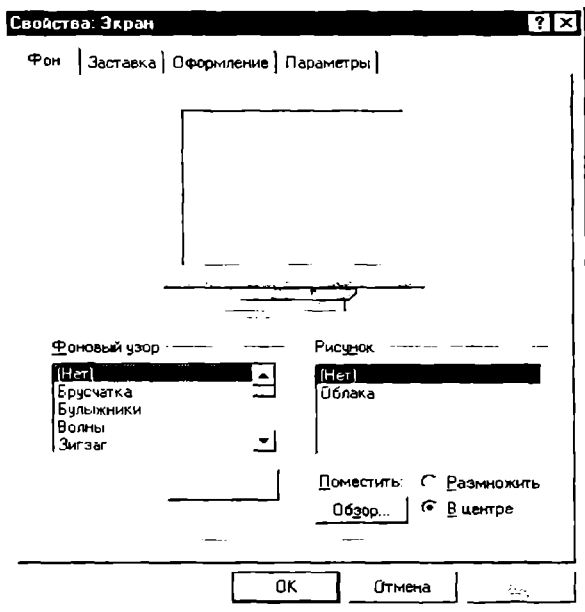 Свойства: Экран
Фон Заставка Оформление Параметры
Фоновый узор
(Нет)
Брусчатка
Булыжники
Волны
Зигзаг
Рисунок
(Нет)
Облака
Поместить: Размножить
Обзор... В центре
OK Отмена